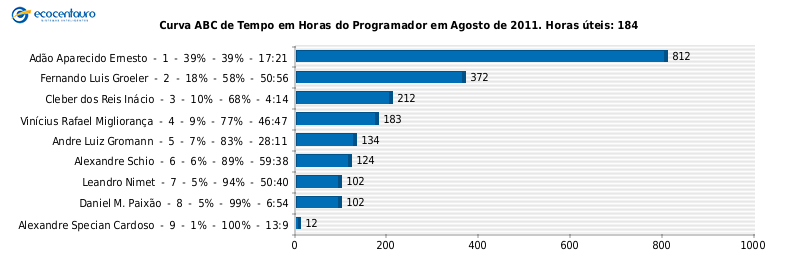 ecocentauro
Curva ABC de Tempo em Horas do Programador em Agosto de 2011. Horas úteis: 184
Adão Aparecido Ernesto - 1 - 39% - 39% - 17:21 812
Fernando Luis Groeler - 2 - 18% - 58% - 50:56 372
Cleber dos Reis Inácio - 3 - 10% - 68% - 4:14 212
Vinícius Rafael Migliorança - 4 - 9% - 77% - 46:47 183
Andre Luiz Gromann - 5 - 7% - 83% - 28:11 134
Alexandre Schio - 6 - 6% - 89% - 59:38 124
Leandro Nimet - 7 - 5% - 94% - 50:40 102
Daniel M. Paixão - 8 - 5% - 99% - 6:54 102
Alexandre Specian Cardoso - 9 - 1% - 100% - 13:9 12
0 200 400 600 800 1000